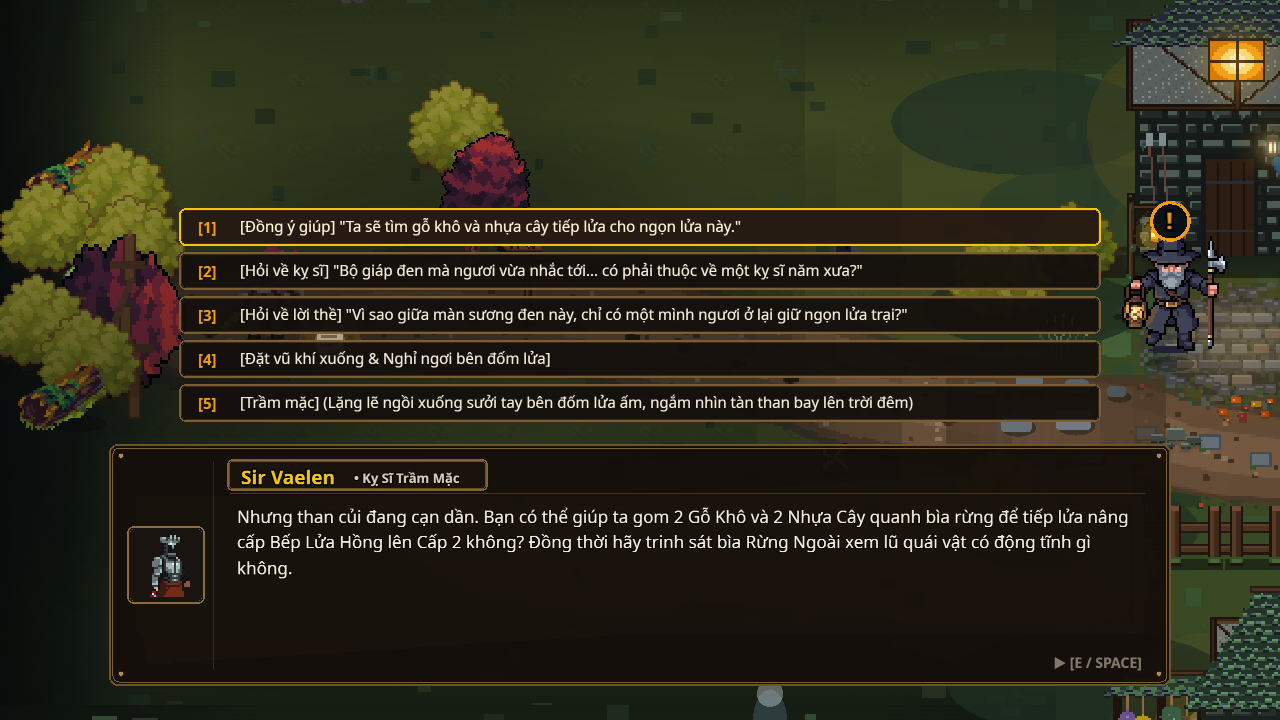 [1] [Đồng ý giúp] "Ta sẽ tìm gỗ khô và nhựa cây tiếp lửa cho ngọn lửa này."
[2] [Hỏi về kỵ sĩ] "Bộ giáp đen mà ngươi vừa nhắc tới... có phải thuộc về một kỵ sĩ năm xưa?"
[3] [Hỏi về lời thề] "Vì sao giữa màn sương đen này, chỉ có một mình ngươi ở lại giữ ngọn lửa trại?"
[4] [Đặt vũ khí xuống & Nghỉ ngơi bên đốm lửa]
[5] [Trầm mặc] (Lặng lẽ ngồi xuống sưởi tay bên đốm lửa ấm, ngắm nhìn tàn than bay lên trời đêm)
!
Sir Vaelen • Kỵ Sĩ Trầm Mặc
Nhưng than củi đang cạn dần. Bạn có thể giúp ta gom 2 Gỗ Khô và 2 Nhựa Cây quanh bìa rừng để tiếp lửa nâng
cấp Bếp Lửa Hồng lên Cấp 2 không? Đồng thời hãy trinh sát bìa Rừng Ngoài xem lũ quái vật có động tĩnh gì
không.
▶ [E / SPACE]